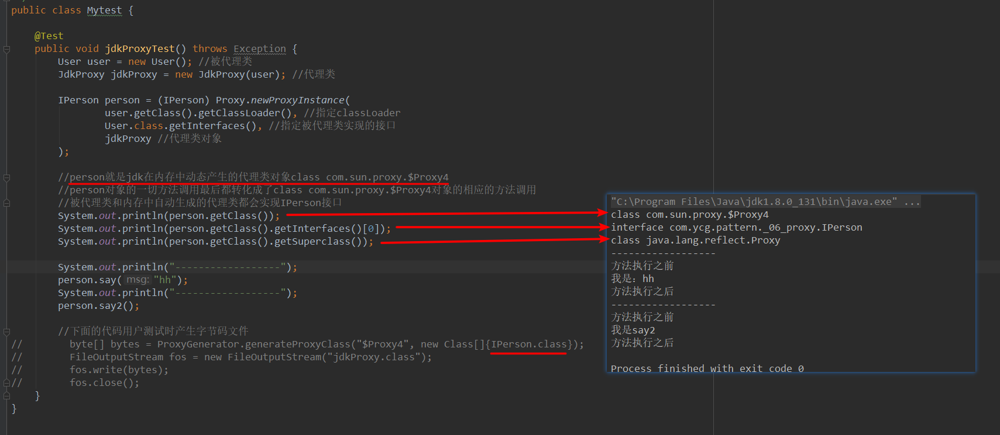 public class Mytest {
@Test
public void jdkProxyTest() throws Exception {
User user = new User(); //被代理类
JdkProxy jdkProxy = new JdkProxy(user); //代理类
IPerson person = (IPerson) Proxy.newProxyInstance(
user.getClass().getClassLoader(), //指定classLoader
User.class.getInterfaces(), //指定被代理类实现的接口
jdkProxy //代理类对象
);
//person就是jdk在内存中动态产生的代理类对象class com.sun.proxy.$Proxy4
//person对象的一切方法调用最后都转化成了class com.sun.proxy.$Proxy4对象的相应的方法调用
//被代理类和内存中自动生成的代理类都会实现IPerson接口
System.out.println(person.getClass());
System.out.println(person.getClass().getInterfaces()[0]);
System.out.println(person.getClass().getSuperclass());
System.out.println("------------------");
person.say( msg: "hh");
System.out.println("------------------");
person.say2();
//下面的代码用户测试时产生字节码文件
// byte[] bytes = ProxyGenerator.generateProxyClass("$Proxy4", new Class[]{IPerson.class});
// FileOutputStream fos = new FileOutputStream("jdkProxy.class");
// fos.write(bytes);
// fos.close();
}
}
"C:\Program Files\Java\jdk1.8.0_131\bin\java.exe" ...
class com.sun.proxy.$Proxy4
interface com.ycg.pattern._06_proxy.IPerson
class java.lang.reflect.Proxy
------------------
方法执行之前
我是：hh
方法执行之后
------------------
方法执行之前
我是say2
方法执行之后
Process finished with exit code 0